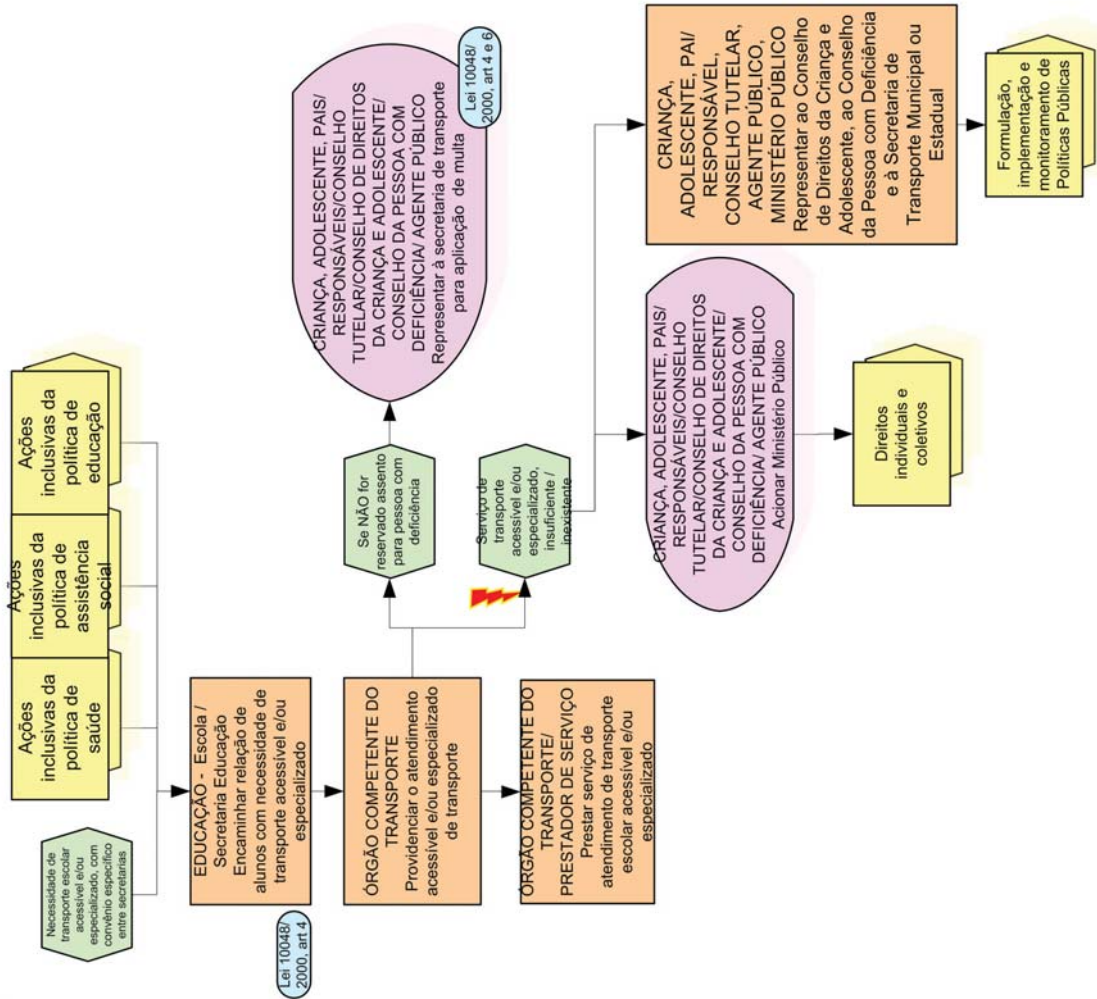 Necessidade de
transporte escolar
acessível e/ou
especializado, com
convênio específico
entre secretarias
Ações
inclusivas da
política de
saúde
Ações
inclusivas da
política de
assistência
social
Ações
inclusivas da
política de
educação
Lei 10048/
2000, art 4
EDUCAÇÃO - Escola /
Secretaria Educação
Encaminhar relação de
alunos com necessidade de
transporte acessível e/ou
especializado
ÓRGÃO COMPETENTE DO
TRANSPORTE
Providenciar o atendimento
acessível e/ou especializado
de transporte
ÓRGÃO COMPETENTE DO
TRANSPORTE/
PRESTADOR DE SERVIÇO
Prestar serviço de
atendimento de transporte
escolar acessível e/ou
especializado
Se NÃO for
reservado assento
para pessoa com
deficiência
CRIANÇA, ADOLESCENTE, PAIS/
RESPONSÁVEIS/CONSELHO
TUTELAR/CONSELHO DE DIREITOS
DA CRIANÇA E ADOLESCENTE/
CONSELHO DA PESSOA COM
DEFICIÊNCIA/ AGENTE PÚBLICO
Representar à secretaria de transporte
para aplicação de multa
Lei 10048/
2000, art 4 e 6
Serviço de
transporte
acessível e/ou
especializado,
insuficiente /
inexistente
CRIANÇA, ADOLESCENTE, PAIS/
RESPONSÁVEIS/CONSELHO
TUTELAR/CONSELHO DE DIREITOS
DA CRIANÇA E ADOLESCENTE/
CONSELHO DA PESSOA COM
DEFICIÊNCIA/ AGENTE PÚBLICO
Acionar Ministério Público
Direitos
individuais e
coletivos
CRIANÇA,
ADOLESCENTE, PAI/
RESPONSÁVEL,
CONSELHO TUTELAR,
AGENTE PÚBLICO,
MINISTÉRIO PÚBLICO
Representar ao Conselho
de Direitos da Criança e
Adolescente, ao Conselho
da Pessoa com Deficiência
e à Secretaria de
Transporte Municipal ou
Estadual
Formulação,
implementação e
monitoramento de
Políticas Públicas